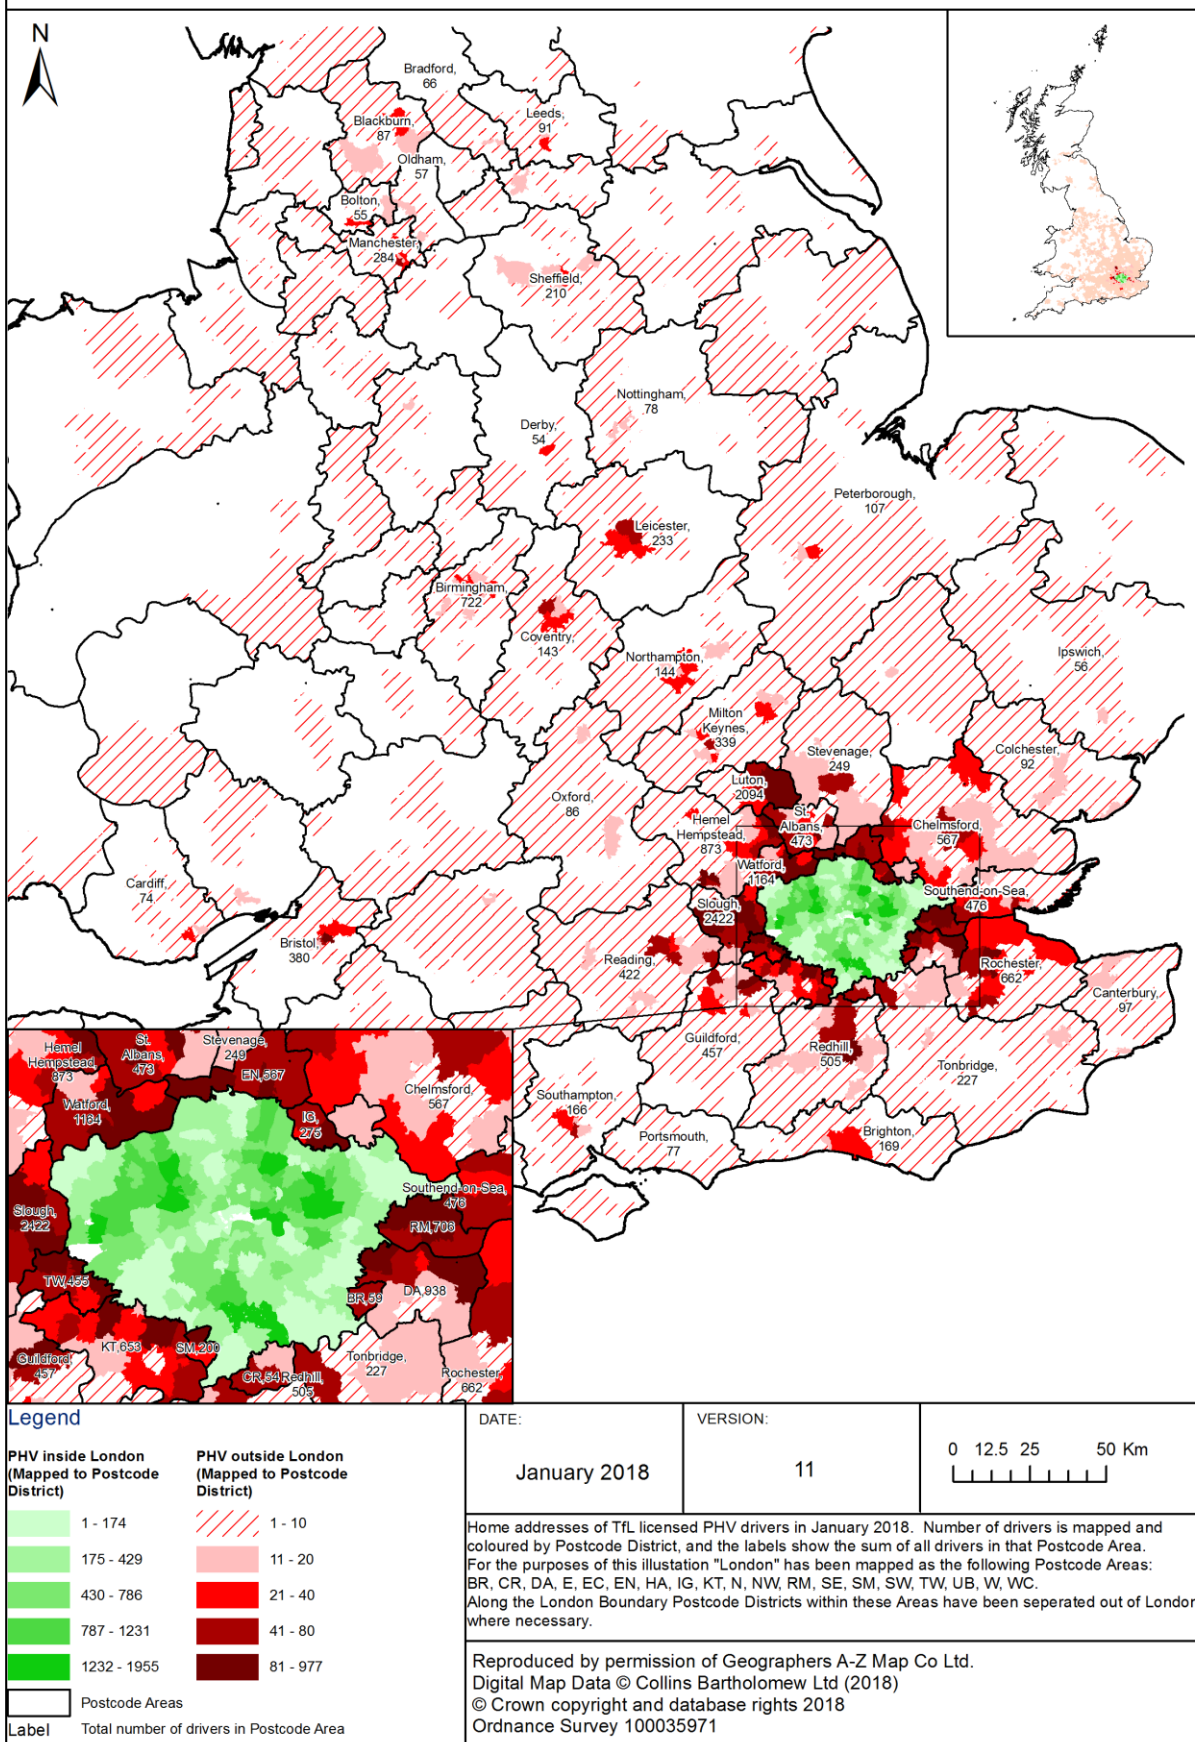 N
Bradford,
66
Blackburn,
87
Leeds,
91
Oldham,
57
Bolton,
55
Manchester,
284
Sheffield,
210
Nottingham,
78
Derby,
54
Peterborough,
107
Leicester,
233
Birmingham,
722
Coventry,
143
Northampton,
144
Ipswich,
56
Milton
Keynes,
339
Stevenage,
249
Colchester,
92
Luton,
2094
Oxford,
86
Hemel
Hempstead,
873
St.
Albans,
473
Chelmsford,
567
Watford,
1164
Cardiff,
74
Slough,
2422
Southend-on-Sea,
476
Bristol,
380
Reading,
422
Rochester,
662
Canterbury,
97
Guildford,
457
Redhill,
505
Tonbridge,
227
Southampton,
166
Portsmouth,
77
Brighton,
169
Hemel
Hempstead,
873
St.
Albans,
473
Stevenage,
249
EN,567
Chelmsford,
567
Watford,
1164
IG,
275
Southend-on-Sea,
476
Slough,
2422
RM,706
TW,455
BR,59
DA,938
KT,653
SM,200
Guildford,
457
Tonbridge,
227
CR,54
Redhill,
505
Rochester,
662
Legend
PHV inside London
(Mapped to Postcode
District)
1 - 174
175 - 429
430 - 786
787 - 1231
1232 - 1955
PHV outside London
(Mapped to Postcode
District)
1 - 10
11 - 20
21 - 40
41 - 80
81 - 977
Postcode Areas
Label Total number of drivers in Postcode Area
DATE:
January 2018
VERSION:
11
0 12.5 25 50 Km
Home addresses of TfL licensed PHV drivers in January 2018. Number of drivers is mapped and
coloured by Postcode District, and the labels show the sum of all drivers in that Postcode Area.
For the purposes of this illustration "London" has been mapped as the following Postcode Areas:
BR, CR, DA, E, EC, EN, HA, IG, KT, N, NW, RM, SE, SM, SW, TW, UB, W, WC.
Along the London Boundary Postcode Districts within these Areas have been seperated out of London
where necessary.
Reproduced by permission of Geographers A-Z Map Co Ltd.
Digital Map Data © Collins Bartholomew Ltd (2018)
© Crown copyright and database rights 2018
Ordnance Survey 100035971